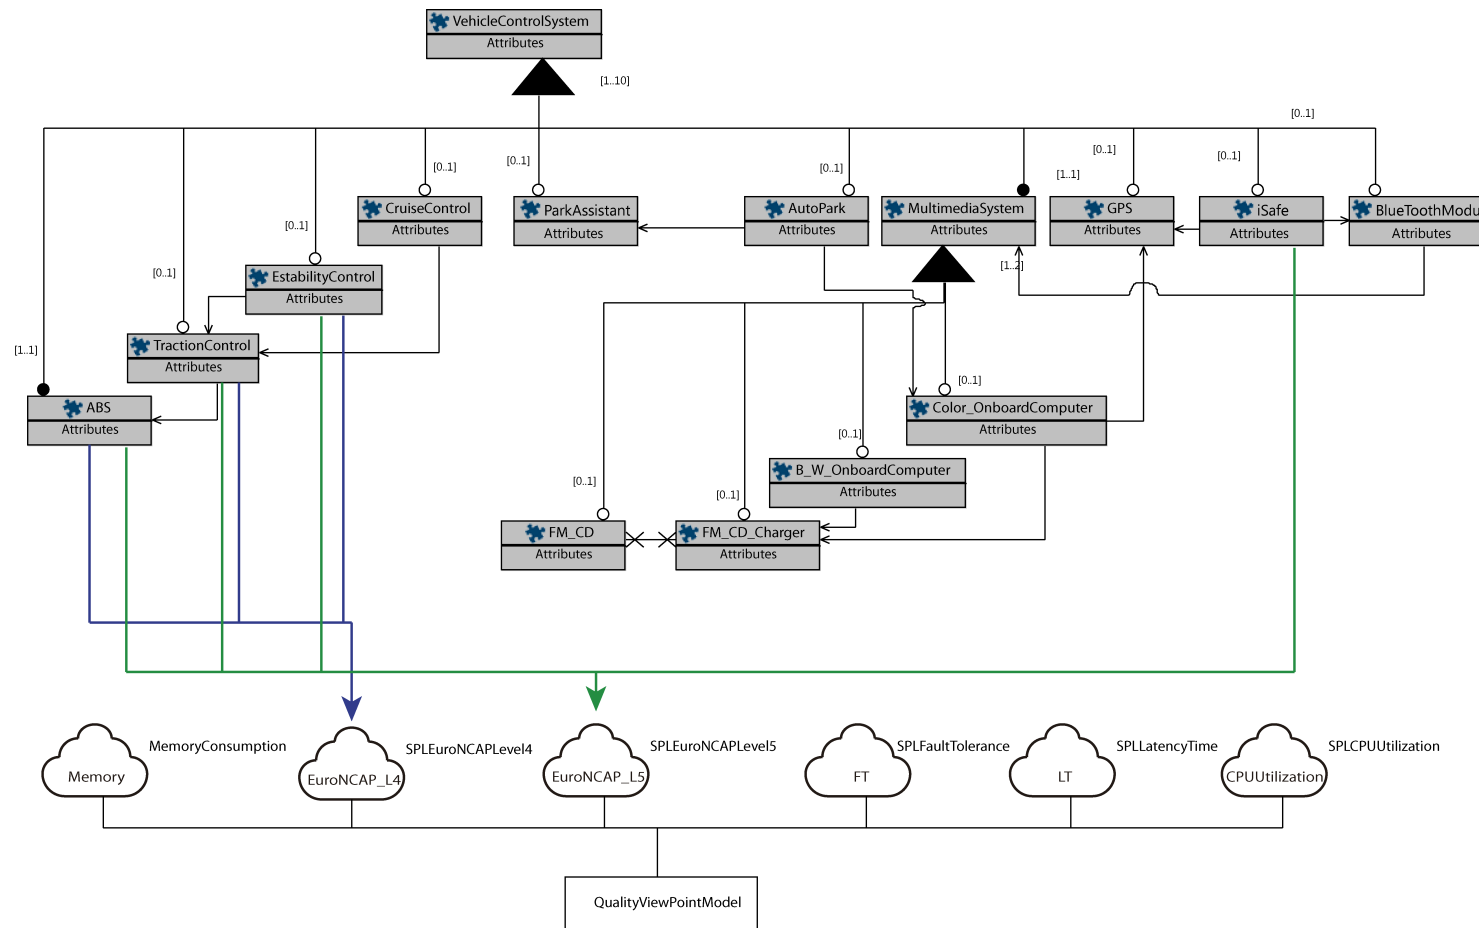 VehicleControlSystem
Attributes
[1..10]
[0..1]
[0..1]
[0..1]
[0..1]
[0..1]
[0..1]
[0..1]
[1..1]
CruiseControl
Attributes
ParkAssistant
Attributes
AutoPark
Attributes
MultimediaSystem
Attributes
GPS
Attributes
iSafe
Attributes
BlueToothModu
Attributes
[0..1]
EstabilityControl
Attributes
[0..1]
[1..2]
TractionControl
Attributes
[1..1]
ABS
Attributes
[0..1]
Color_OnboardComputer
Attributes
[0..1]
B_W_OnboardComputer
Attributes
[0..1]
[0..1]
FM_CD
Attributes
FM_CD_Charger
Attributes
MemoryConsumption
Memory
SPLEuroNCAPLevel4
EuroNCAP_L4
SPLEuroNCAPLevel5
EuroNCAP_L5
SPLFaultTolerance
FT
SPLLatencyTime
LT
SPLCPUUtilization
CPUUtilization
QualityViewPointModel